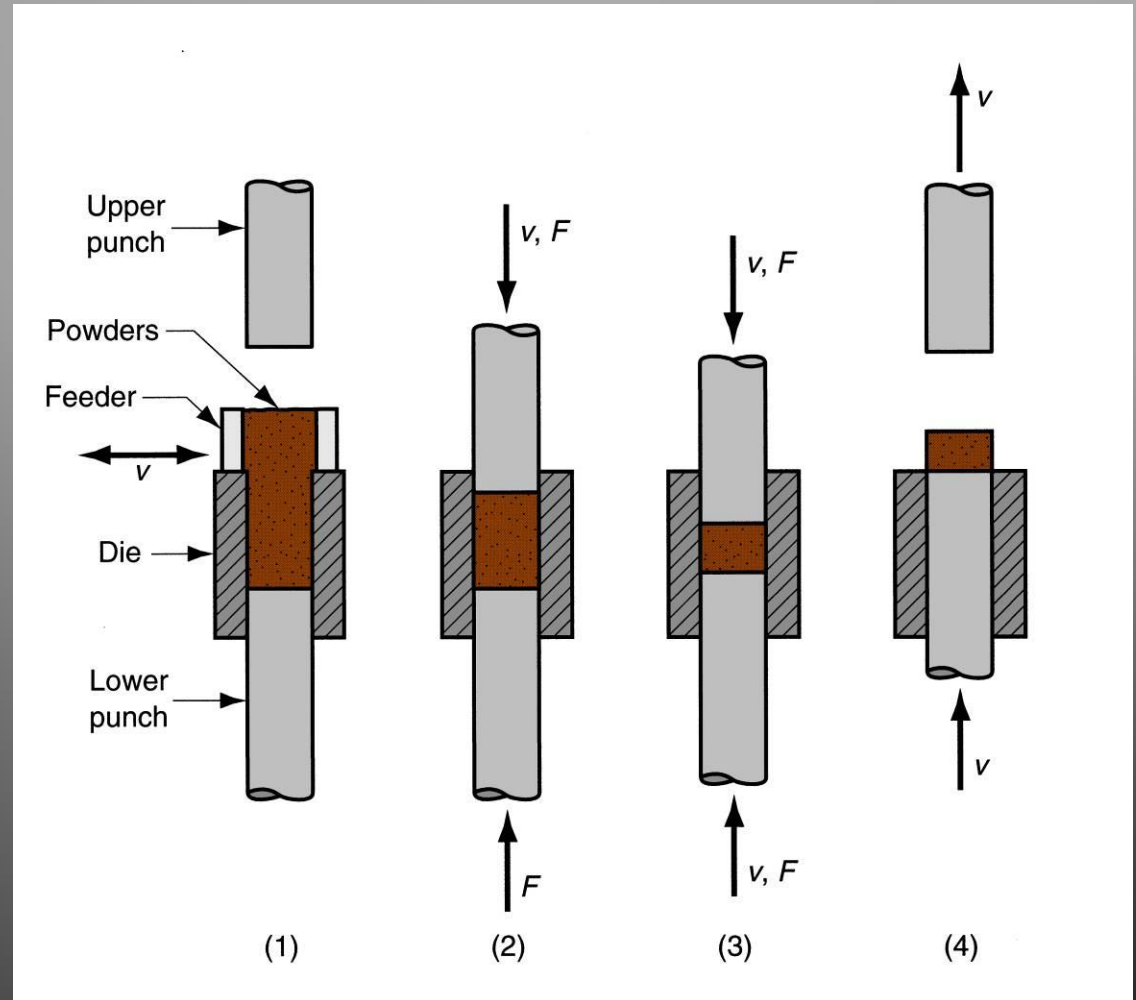 v
Upper
punch
v, F
v, F
Powders
Feeder
v
Die
Lower
punch
v
F
v, F
(1)
(2)
(3)
(4)